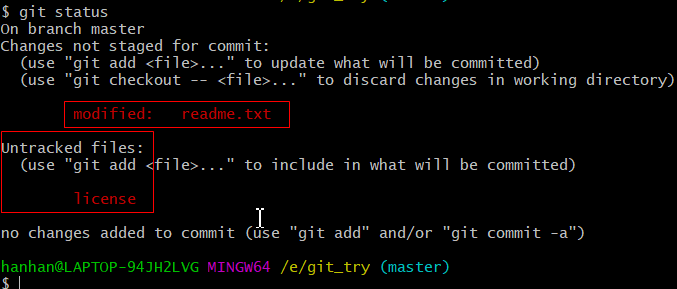 $ git status
On branch master
Changes not staged for commit:
  (use "git add <file>..." to update what will be committed)
  (use "git checkout -- <file>..." to discard changes in working directory)
        modified:   readme.txt
Untracked files:
  (use "git add <file>..." to include in what will be committed)
        license
no changes added to commit (use "git add" and/or "git commit -a")
hanhan@LAPTOP-94JH2LVG MINGW64 /e/git_try (master)
$